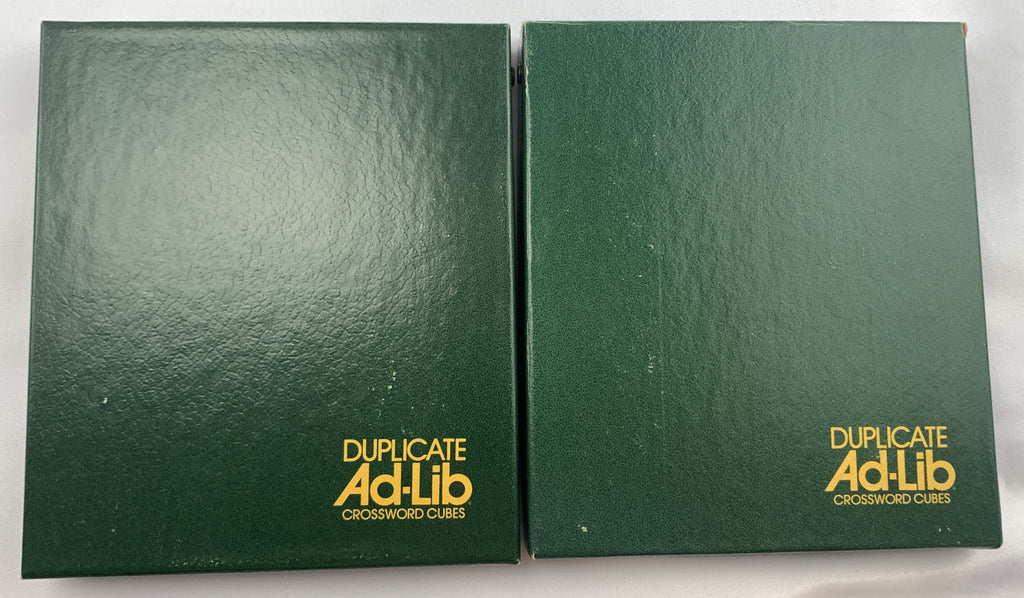 DUPLICATE
Ad-Lib
CROSSWORD CUBES
DUPLICATE
Ad-Lib
CROSSWORD CUBES